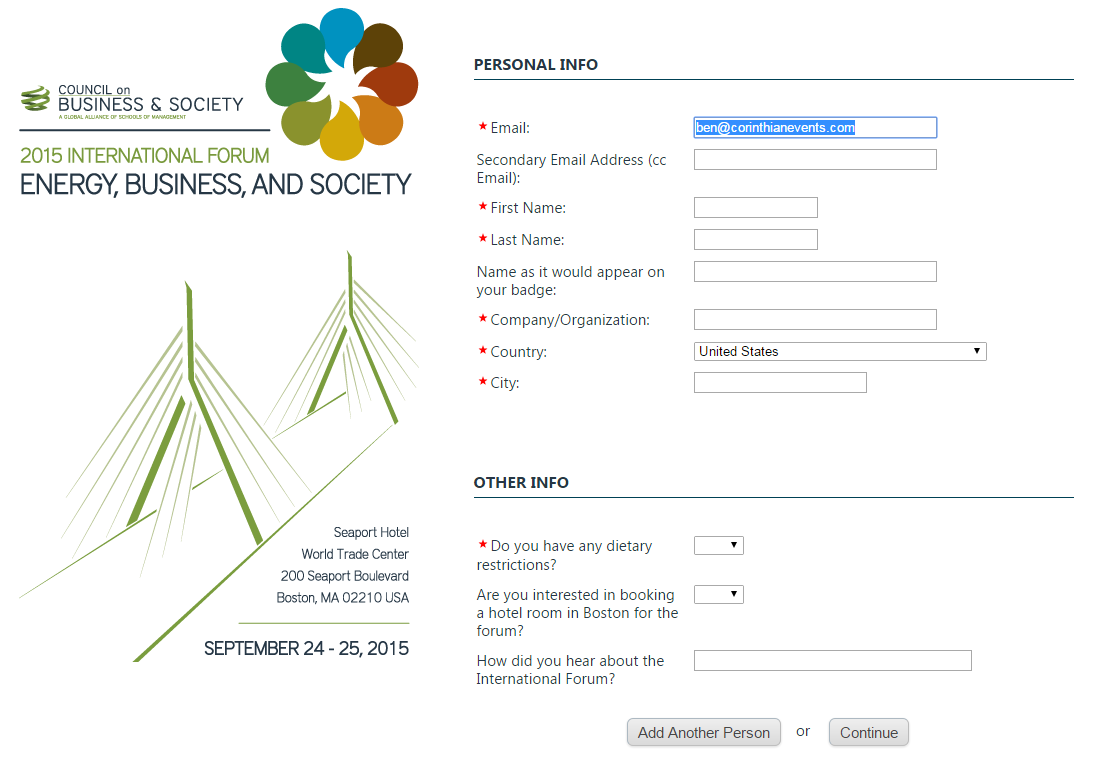 COUNCIL on
BUSINESS & SOCIETY
A GLOBAL ALLIANCE OF SCHOOLS OF MANAGEMENT
2015 INTERNATIONAL FORUM
ENERGY, BUSINESS, AND SOCIETY
Seaport Hotel
World Trade Center
200 Seaport Boulevard
Boston, MA 02210 USA
SEPTEMBER 24 - 25, 2015
PERSONAL INFO
★ Email: ben@corinthianevents.com
Secondary Email Address (cc
Email):
★ First Name:
★ Last Name:
Name as it would appear on
your badge:
★ Company/Organization:
★ Country: United States
★ City:
OTHER INFO
★ Do you have any dietary
restrictions?
Are you interested in booking
a hotel room in Boston for the
forum?
How did you hear about the
International Forum?
Add Another Person or Continue